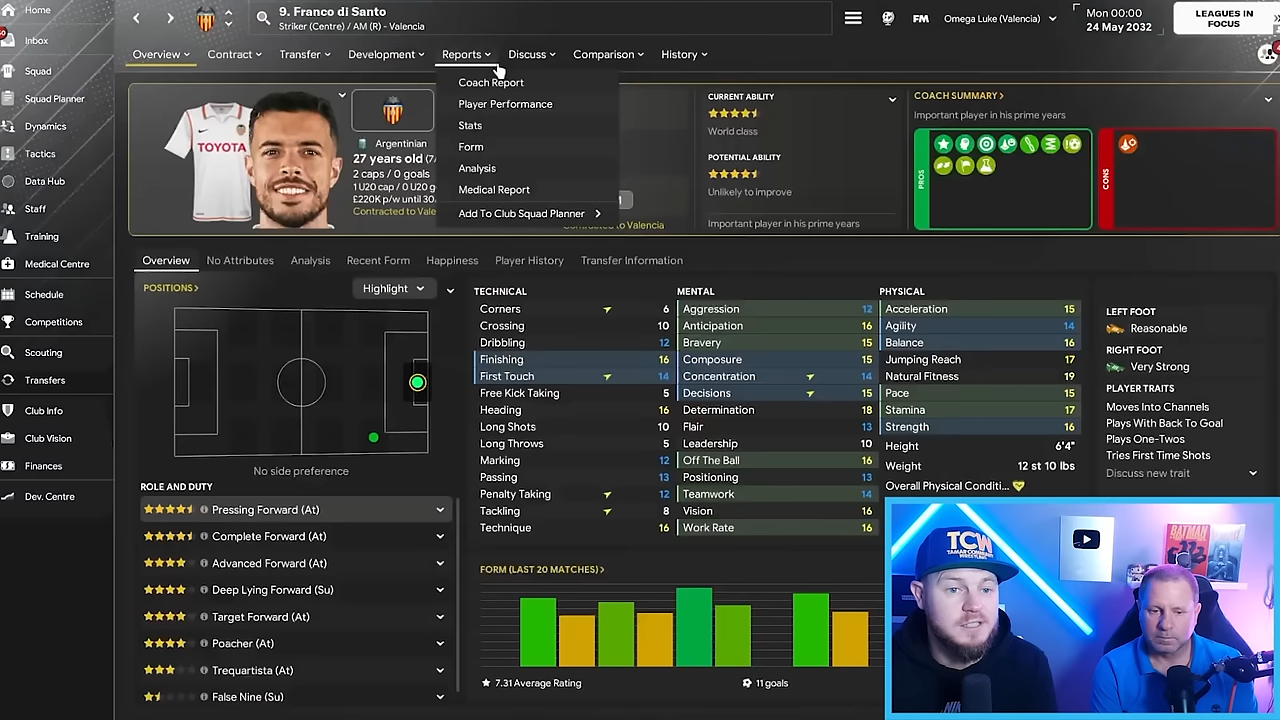 Home
Inbox
Squad
Squad Planner
Dynamics
Tactics
Data Hub
Staff
Training
Medical Centre
Schedule
Competitions
Scouting
Transfers
Club Info
Club Vision
Finances
Dev. Centre
9. Franco di Santo
Striker (Centre) / AM (R) - Valencia
FM
Omega Luke (Valencia)
Mon 00:00
24 May 2032
LEAGUES IN
FOCUS
Overview
Contract
Transfer
Development
Reports
Discuss
Comparison
History
Coach Report
Player Performance
Stats
Form
Analysis
Medical Report
Add To Club Squad Planner
TOYOTA
Argentinian
27 years old (7/
2 caps / 0 goals
1 U20 cap / 0 U20 g
£220K p/w until 30.
Contracted to Vale
Contracted to Valencia
CURRENT ABILITY
World class
POTENTIAL ABILITY
Unlikely to improve
Important player in his prime years
COACH SUMMARY >
Important player in his prime years
PROS
CONS
Overview
No Attributes
Analysis
Recent Form
Happiness
Player History
Transfer Information
POSITIONS >
Highlight
No side preference
ROLE AND DUTY
Pressing Forward (At)
Complete Forward (At)
Advanced Forward (At)
Deep Lying Forward (Su)
Target Forward (At)
Poacher (At)
Trequartista (At)
False Nine (Su)
TECHNICAL
Corners 6
Crossing 10
Dribbling 12
Finishing 16
First Touch 14
Free Kick Taking 5
Heading 16
Long Shots 10
Long Throws 5
Marking 12
Passing 13
Penalty Taking 12
Tackling 8
Technique 16
MENTAL
Aggression 12
Anticipation 16
Bravery 15
Composure 15
Concentration 14
Decisions 15
Determination 18
Flair 13
Leadership 10
Off The Ball 16
Positioning 13
Teamwork 14
Vision 16
Work Rate 16
PHYSICAL
Acceleration 15
Agility 14
Balance 16
Jumping Reach 17
Natural Fitness 19
Pace 15
Stamina 17
Strength 16
Height 6'4"
Weight 12 st 10 lbs
Overall Physical Conditi...
LEFT FOOT
Reasonable
RIGHT FOOT
Very Strong
PLAYER TRAITS
Moves Into Channels
Plays With Back To Goal
Plays One-Twos
Tries First Time Shots
Discuss new trait
FORM (LAST 20 MATCHES) >
7.31 Average Rating
11 goals
TCW
BATMAN